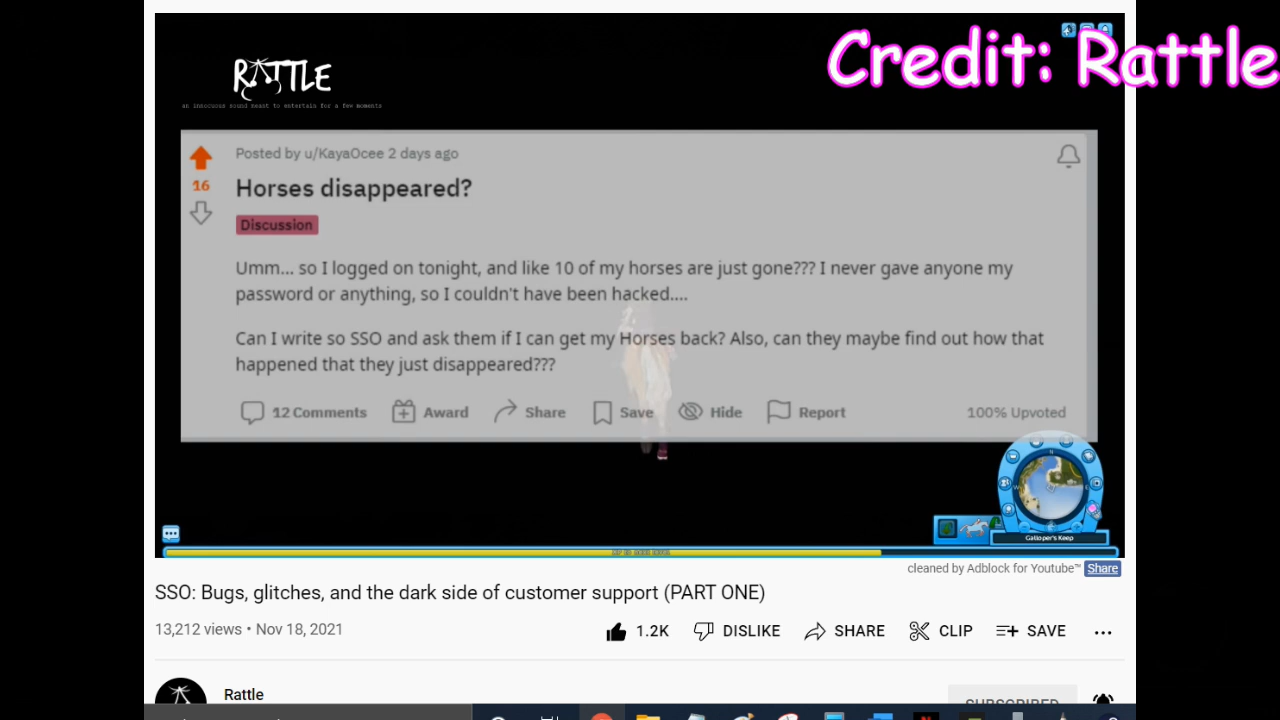 Credit: Rattle
RATTLE
an innocuous sound beast to entertain for a few moments
Posted by u/KayaOcee 2 days ago
16
Horses disappeared?
Discussion
Umm... so I logged on tonight, and like 10 of my horses are just gone??? I never gave anyone my
password or anything, so I couldn't have been hacked....
Can I write so SSO and ask them if I can get my Horses back? Also, can they maybe find out how that
happened that they just disappeared???
12 Comments Award Share Save Hide Report 100% Upvoted
Galloper's Keep
cleaned by Adblock for Youtube™ Share
SSO: Bugs, glitches, and the dark side of customer support (PART ONE)
13,212 views • Nov 18, 2021
1.2K DISLIKE SHARE CLIP SAVE
Rattle
SUBSCRIBED